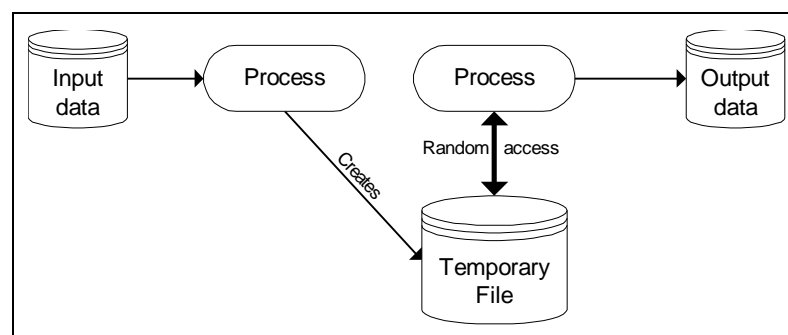 Input
data
Process
Process
Output
data
Random access
Creates
Temporary
File